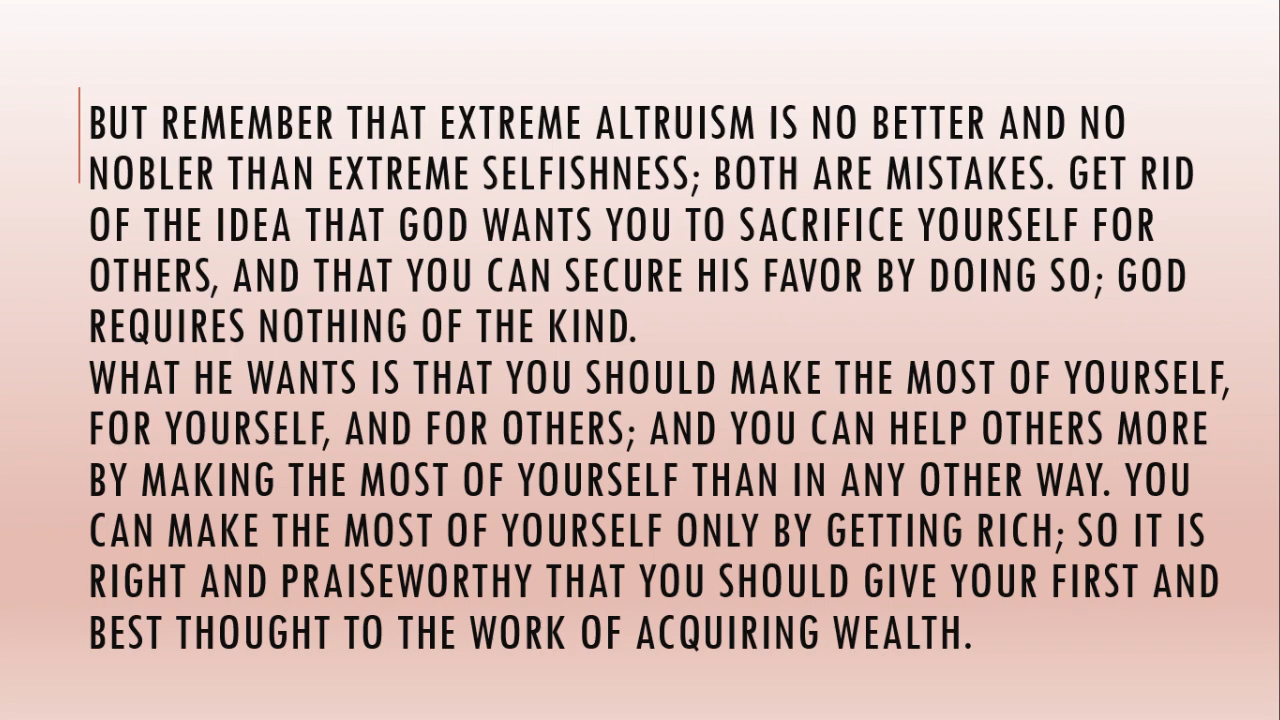 BUT REMEMBER THAT EXTREME ALTRUISM IS NO BETTER AND NO
NOBLER THAN EXTREME SELFISHNESS; BOTH ARE MISTAKES. GET RID
OF THE IDEA THAT GOD WANTS YOU TO SACRIFICE YOURSELF FOR
OTHERS, AND THAT YOU CAN SECURE HIS FAVOR BY DOING SO; GOD
REQUIRES NOTHING OF THE KIND.
WHAT HE WANTS IS THAT YOU SHOULD MAKE THE MOST OF YOURSELF,
FOR YOURSELF, AND FOR OTHERS; AND YOU CAN HELP OTHERS MORE
BY MAKING THE MOST OF YOURSELF THAN IN ANY OTHER WAY. YOU
CAN MAKE THE MOST OF YOURSELF ONLY BY GETTING RICH; SO IT IS
RIGHT AND PRAISEWORTHY THAT YOU SHOULD GIVE YOUR FIRST AND
BEST THOUGHT TO THE WORK OF ACQUIRING WEALTH.